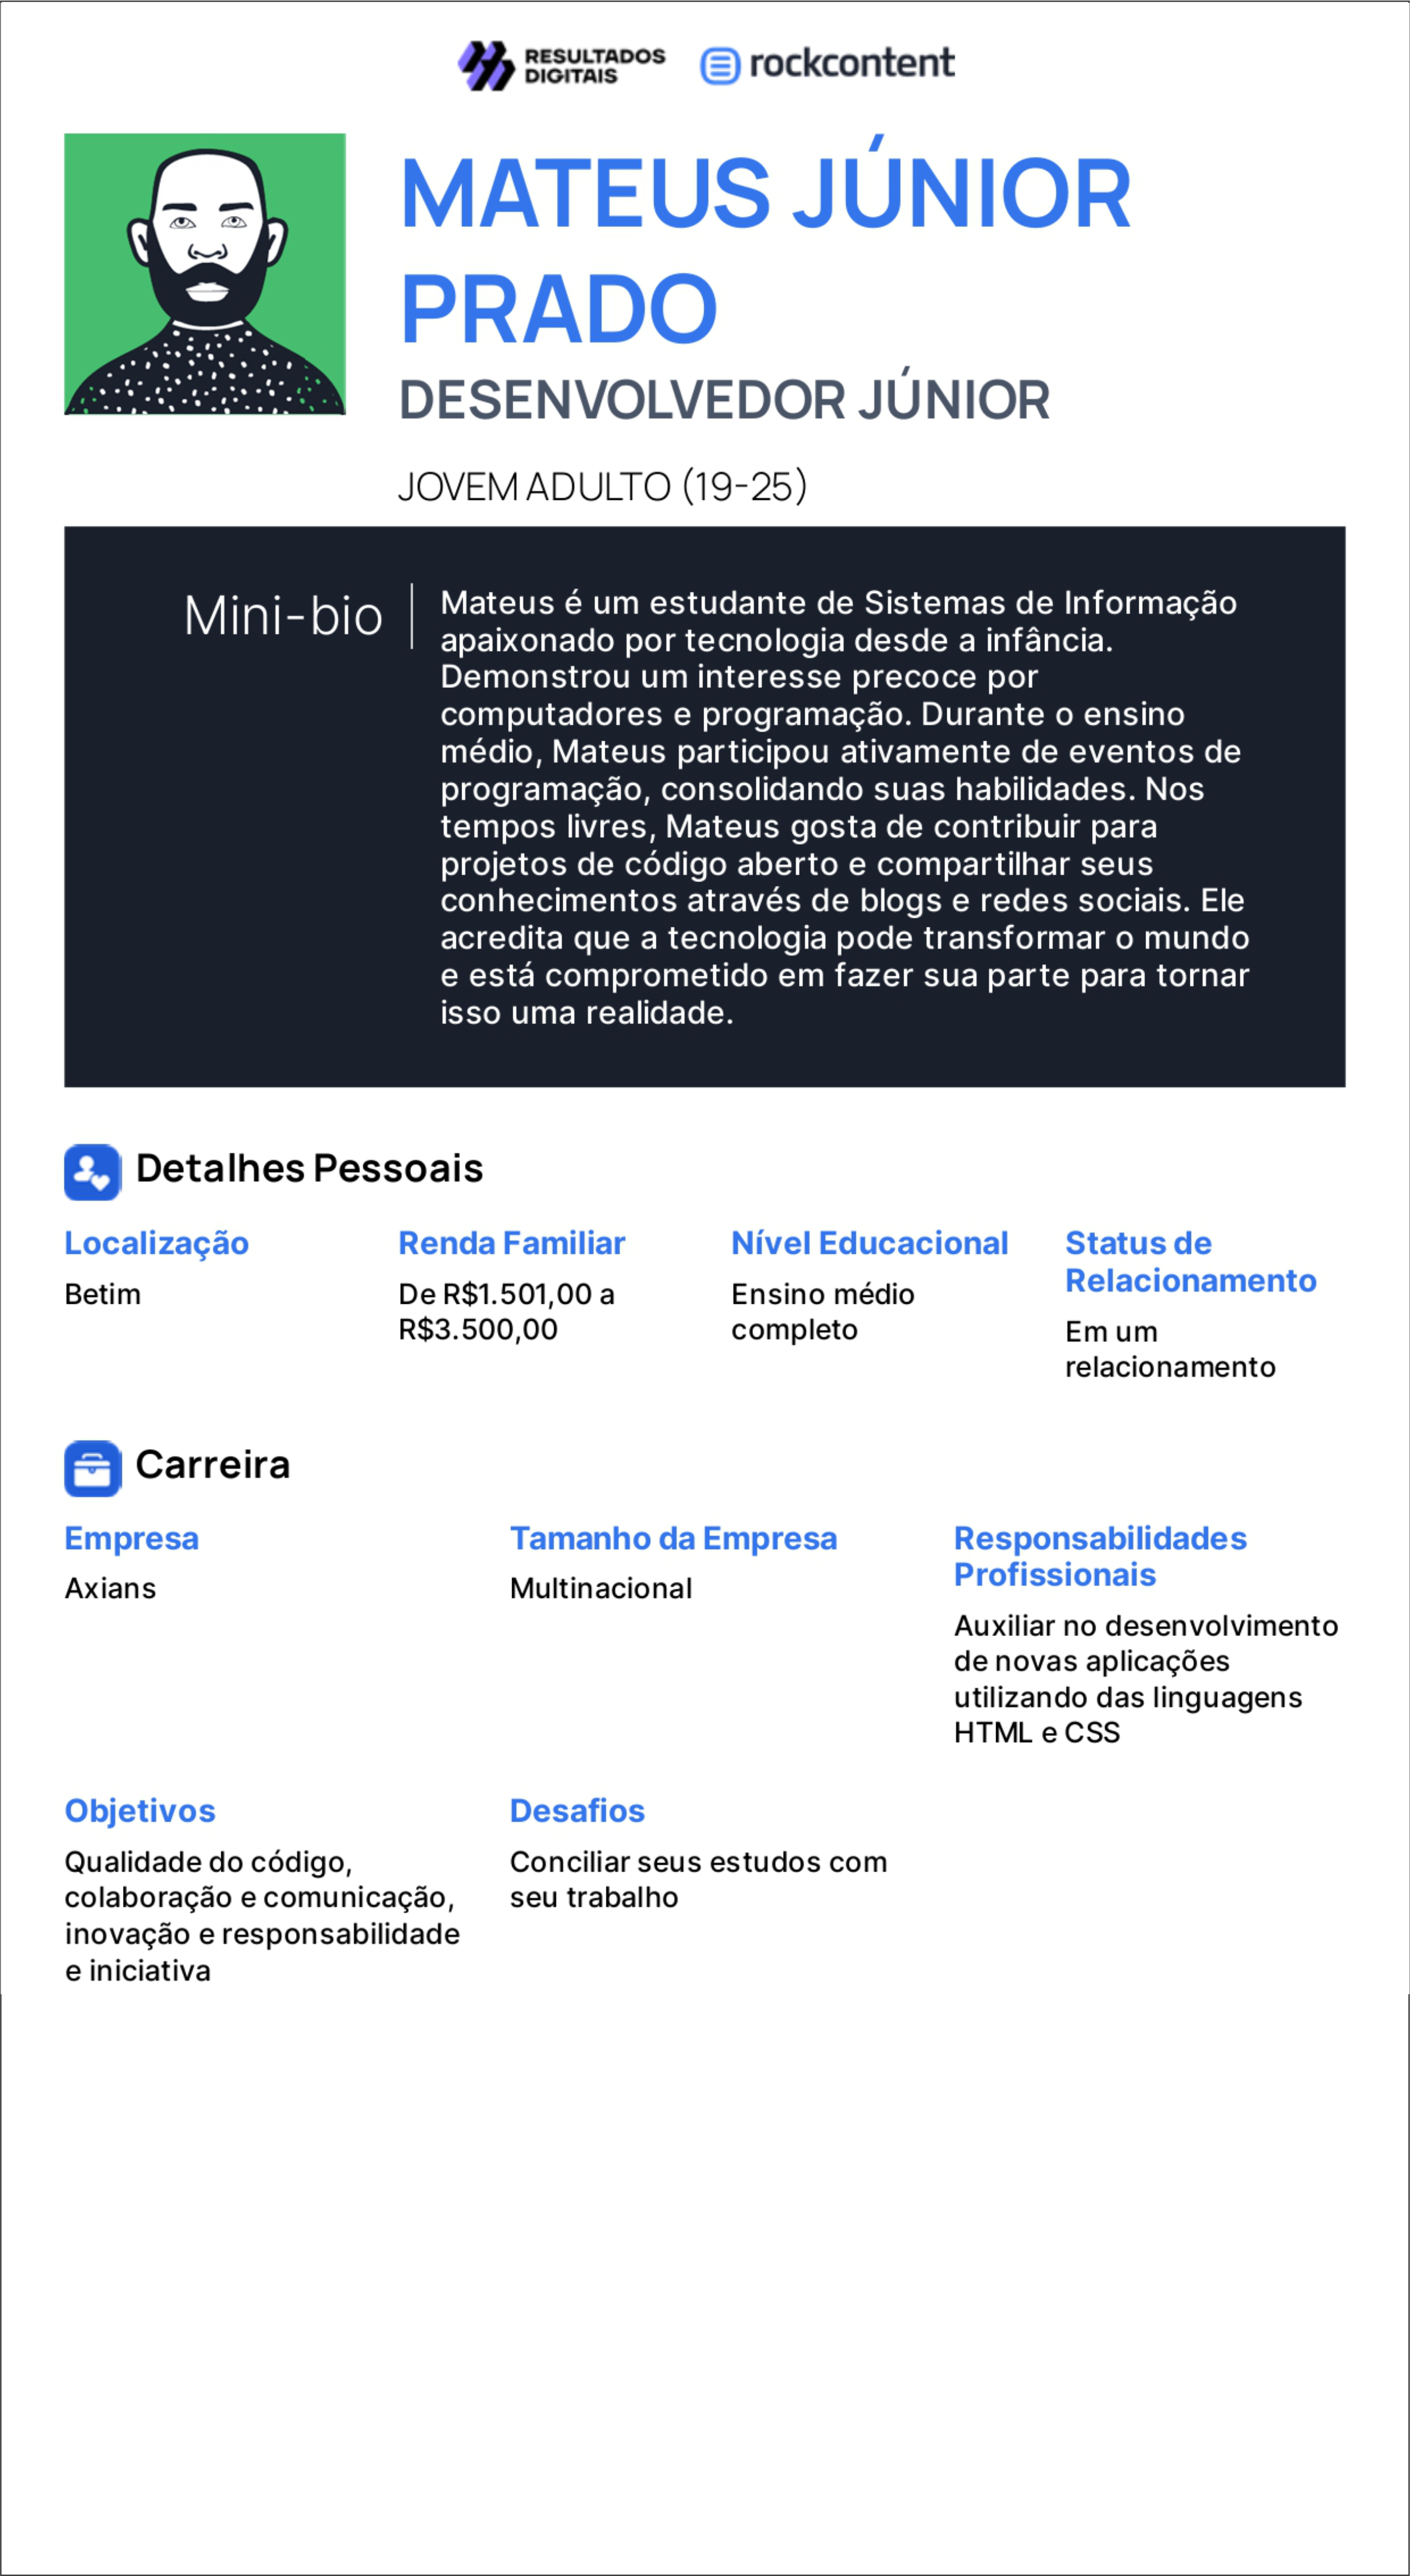 RESULTADOS
DIGITAIS
rockcontent
MATEUS JÚNIOR
PRADO
DESENVOLVEDOR JÚNIOR
JOVEM ADULTO (19-25)
Mini-bio
Mateus é um estudante de Sistemas de Informação
apaixonado por tecnologia desde a infância.
Demonstrou um interesse precoce por
computadores e programação. Durante o ensino
médio, Mateus participou ativamente de eventos de
programação, consolidando suas habilidades. Nos
tempos livres, Mateus gosta de contribuir para
projetos de código aberto e compartilhar seus
conhecimentos através de blogs e redes sociais. Ele
acredita que a tecnologia pode transformar o mundo
e está comprometido em fazer sua parte para tornar
isso uma realidade.
Detalhes Pessoais
Localização
Betim
Renda Familiar
De R$1.501,00 a
R$3.500,00
Nível Educacional
Ensino médio
completo
Status de
Relacionamento
Em um
relacionamento
Carreira
Empresa
Axians
Tamanho da Empresa
Multinacional
Responsabilidades
Profissionais
Auxiliar no desenvolvimento
de novas aplicações
utilizando das linguagens
HTML e CSS
Objetivos
Qualidade do código,
colaboração e comunicação,
inovação e responsabilidade
e iniciativa
Desafios
Conciliar seus estudos com
seu trabalho